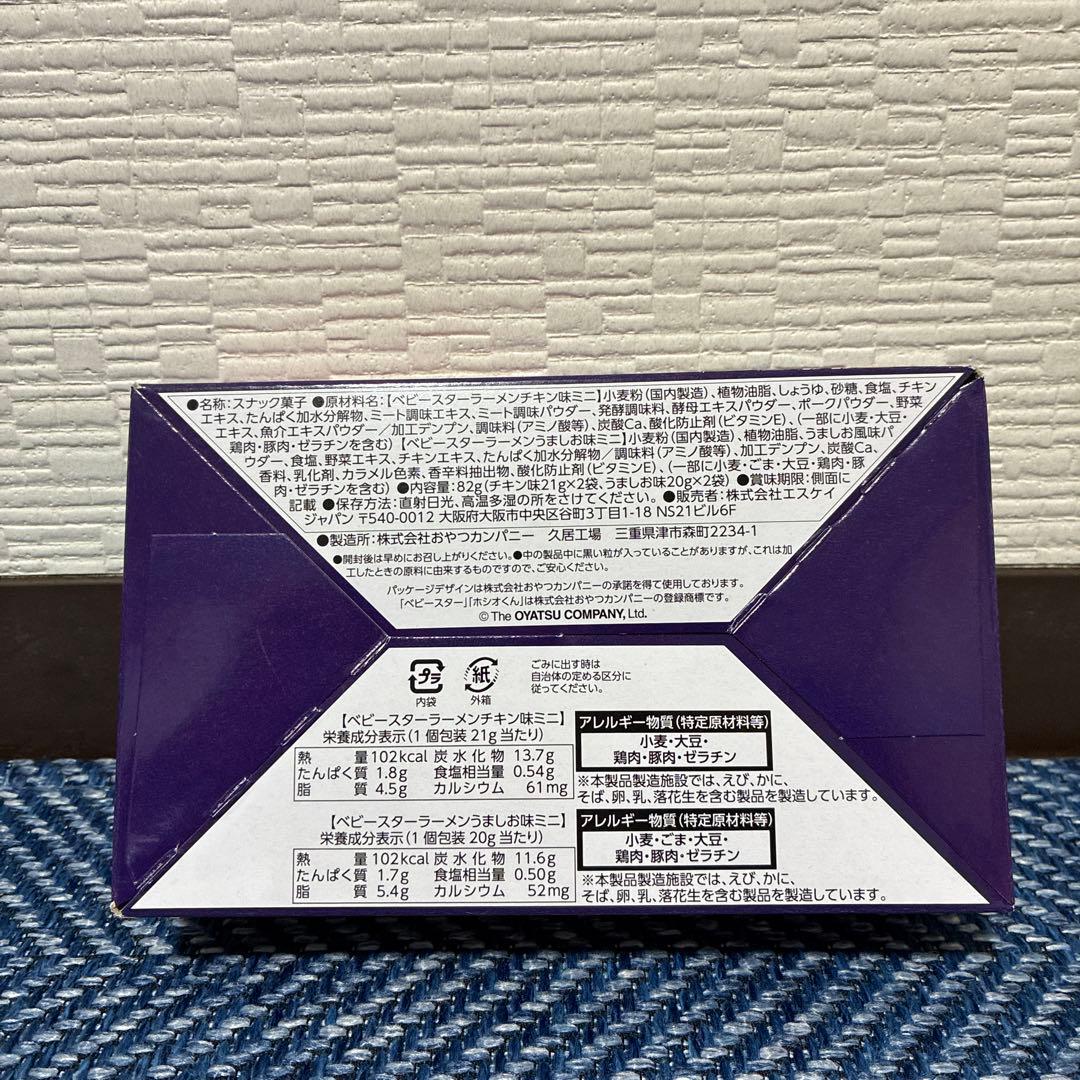 ●名称:スナック菓子 ●原材料名:【ベビースターラーメンチキン味ミニ】小麦粉(国内製造)、植物油脂、しょうゆ、砂糖、食塩、チキン
エキス、たんぱく加水分解物、ミート調味エキス、ミート調味パウダー、発酵調味料、酵母エキスパウダー、ポークパウダー、野菜
エキス、魚介エキスパウダー/加工デンプン、調味料(アミノ酸等)、炭酸Ca、酸化防止剤(ビタミンE)、(一部に小麦・大豆・
鶏肉・豚肉・ゼラチンを含む)【ベビースターラーメンうましお味ミニ】小麦粉(国内製造)、植物油脂、うましお風味パ
ウダー、食塩、野菜エキス、チキンエキス、たんぱく加水分解物/調味料(アミノ酸等)、加工デンプン、炭酸Ca、
香料、乳化剤、カラメル色素、香辛料抽出物、酸化防止剤(ビタミンE)、(一部に小麦・ごま・大豆・鶏肉・豚
肉・ゼラチンを含む) ●内容量:82g(チキン味21g×2袋、うましお味20g×2袋) ●賞味期限:側面に
記載 ●保存方法:直射日光、高温多湿の所をさけてください。 ●販売者:株式会社エスケイ
ジャパン 〒540-0012 大阪府大阪市中央区谷町3丁目1-18 NS21ビル6F
●製造所:株式会社おやつカンパニー 久居工場 三重県津市森町2234-1
●開封後は早めにお召し上がりください。●中の製品中に黒い粒が入っていることがありますが、これは加
工したときの原料に由来するものですので、ご安心ください。
パッケージデザインは株式会社おやつカンパニーの承諾を得て使用しております。
「ベビースター」「ホシオくん」は株式会社おやつカンパニーの登録商標です。
© The OYATSU COMPANY, Ltd.
プラ
内袋
紙
外箱
ごみに出す時は
自治体の定める区分に
従ってください。
【ベビースターラーメンチキン味ミニ】
栄養成分表示(1個包装21g当たり)
熱量 102kcal 炭水化物 13.7g
たんぱく質 1.8g 食塩相当量 0.54g
脂質 4.5g カルシウム 61mg
アレルギー物質(特定原材料等)
小麦・大豆・
鶏肉・豚肉・ゼラチン
※本製品製造施設では、えび、かに、
そば、卵、乳、落花生を含む製品を製造しています。
【ベビースターラーメンうましお味ミニ】
栄養成分表示(1個包装20g当たり)
熱量 102kcal 炭水化物 11.6g
たんぱく質 1.7g 食塩相当量 0.50g
脂質 5.4g カルシウム 52mg
アレルギー物質(特定原材料等)
小麦・ごま・大豆・
鶏肉・豚肉・ゼラチン
※本製品製造施設では、えび、かに、
そば、卵、乳、落花生を含む製品を製造しています。